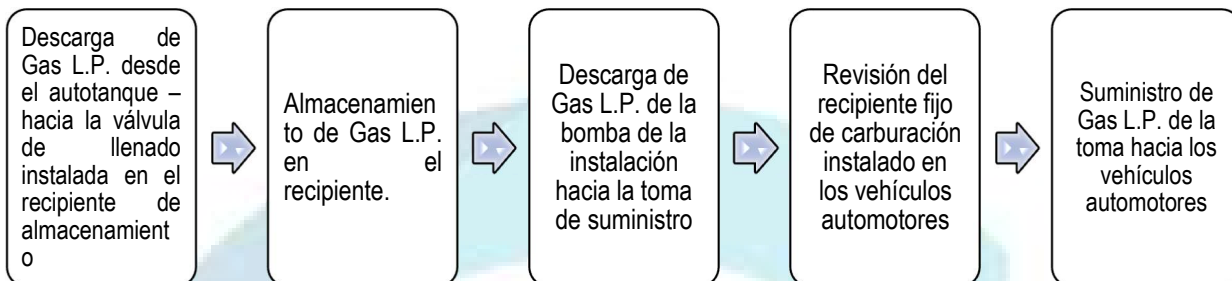 Descarga de
Gas L.P. desde
el autotanque –
hacia la válvula
de llenado
instalada en el
recipiente de
almacenamient
o
Almacenamien
to de Gas L.P.
en el
recipiente.
Descarga de
Gas L.P. de la
bomba de la
instalación
hacia la toma
de suministro
Revisión del
recipiente fijo
de carburación
instalado en
los vehículos
automotores
Suministro de
Gas L.P. de la
toma hacia los
vehículos
automotores